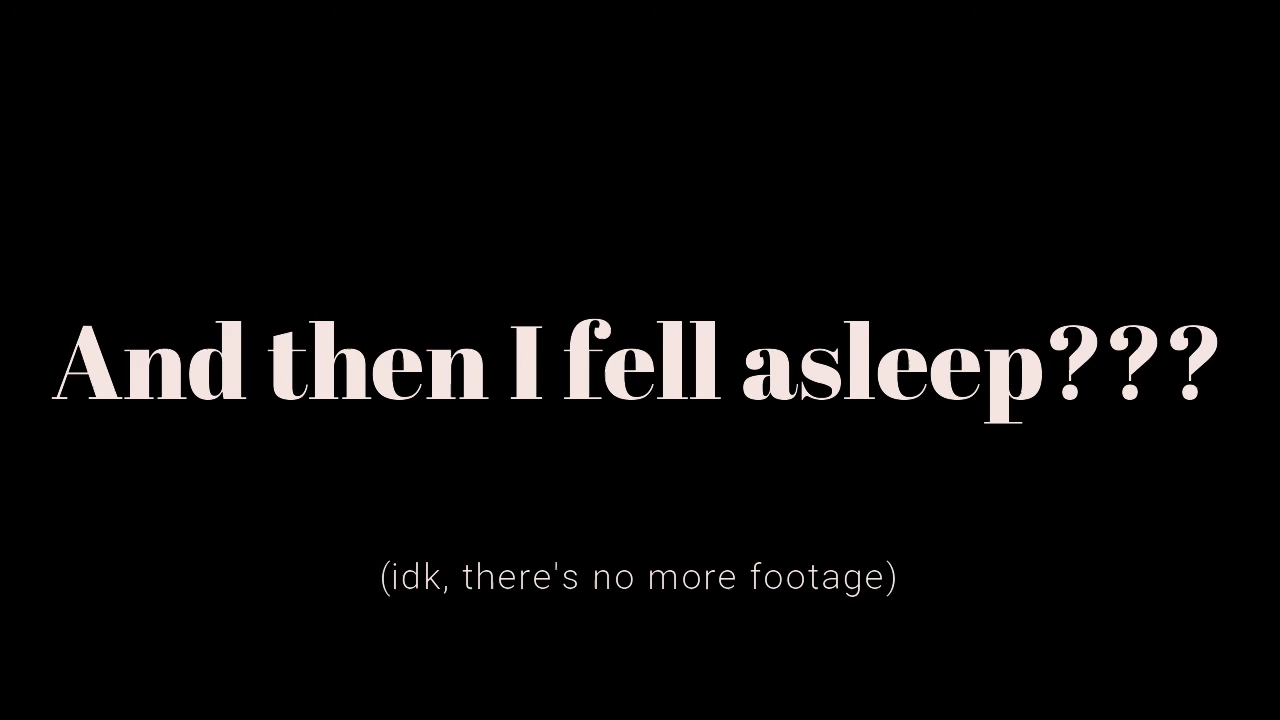 And then I fell asleep???
(idk, there's no more footage)